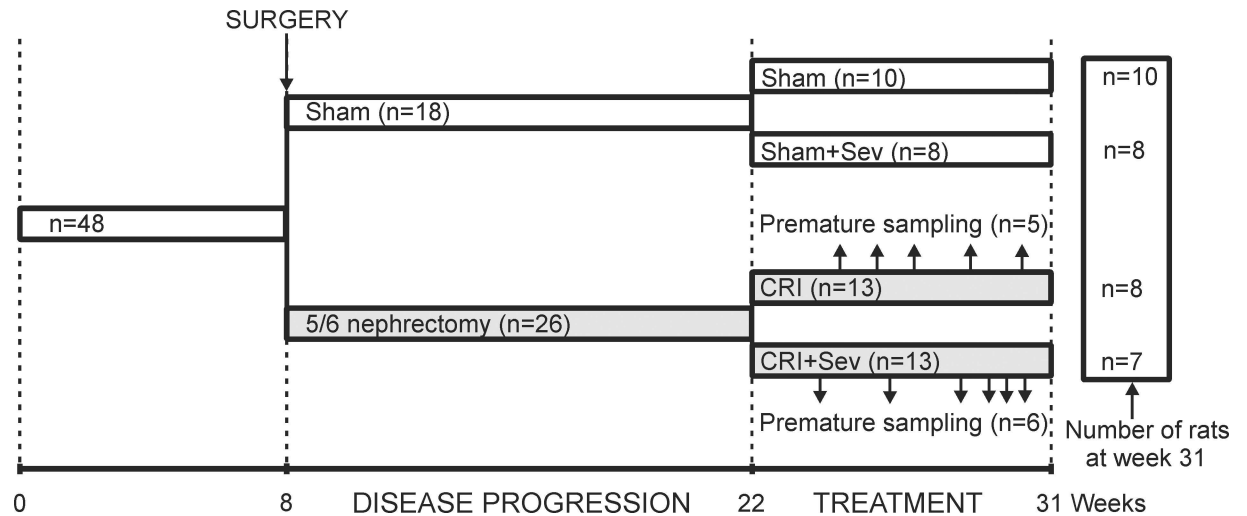 SURGERY
Sham (n=10)
n=10
Sham (n=18)
Sham+Sev (n=8)
n=8
n=48
Premature sampling (n=5)
CRI (n=13)
n=8
5/6 nephrectomy (n=26)
CRI+Sev (n=13)
n=7
Premature sampling (n=6)
Number of rats
at week 31
0
8
DISEASE PROGRESSION
22
TREATMENT
31 Weeks